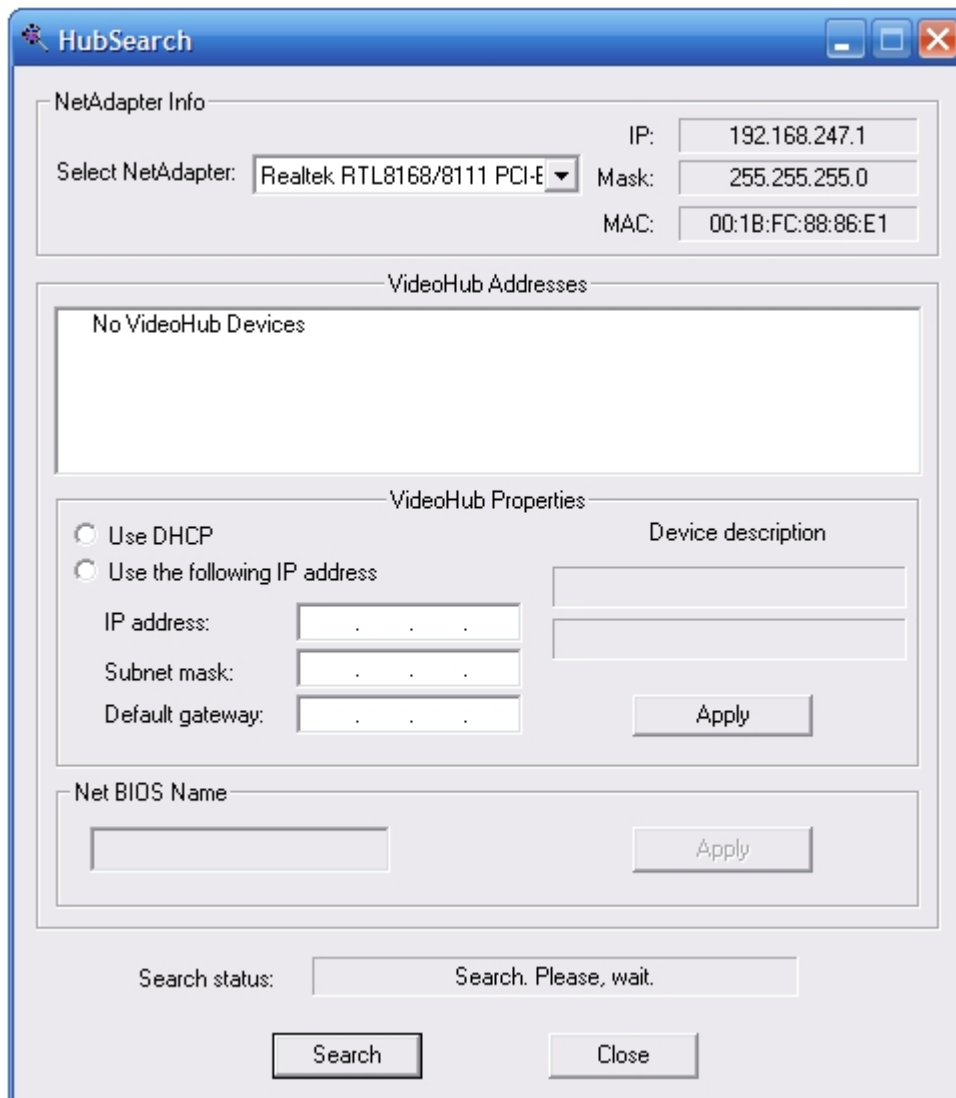 HubSearch
NetAdapter Info
Select NetAdapter: Realtek RTL8168/8111 PCI-E
IP: 192.168.247.1
Mask: 255.255.255.0
MAC: 00:1B:FC:88:86:E1
VideoHub Addresses
No VideoHub Devices
VideoHub Properties
Use DHCP
Use the following IP address
IP address: . . .
Subnet mask: . . .
Default gateway: . . .
Device description
Apply
Net BIOS Name
Apply
Search status: Search. Please, wait.
Search
Close